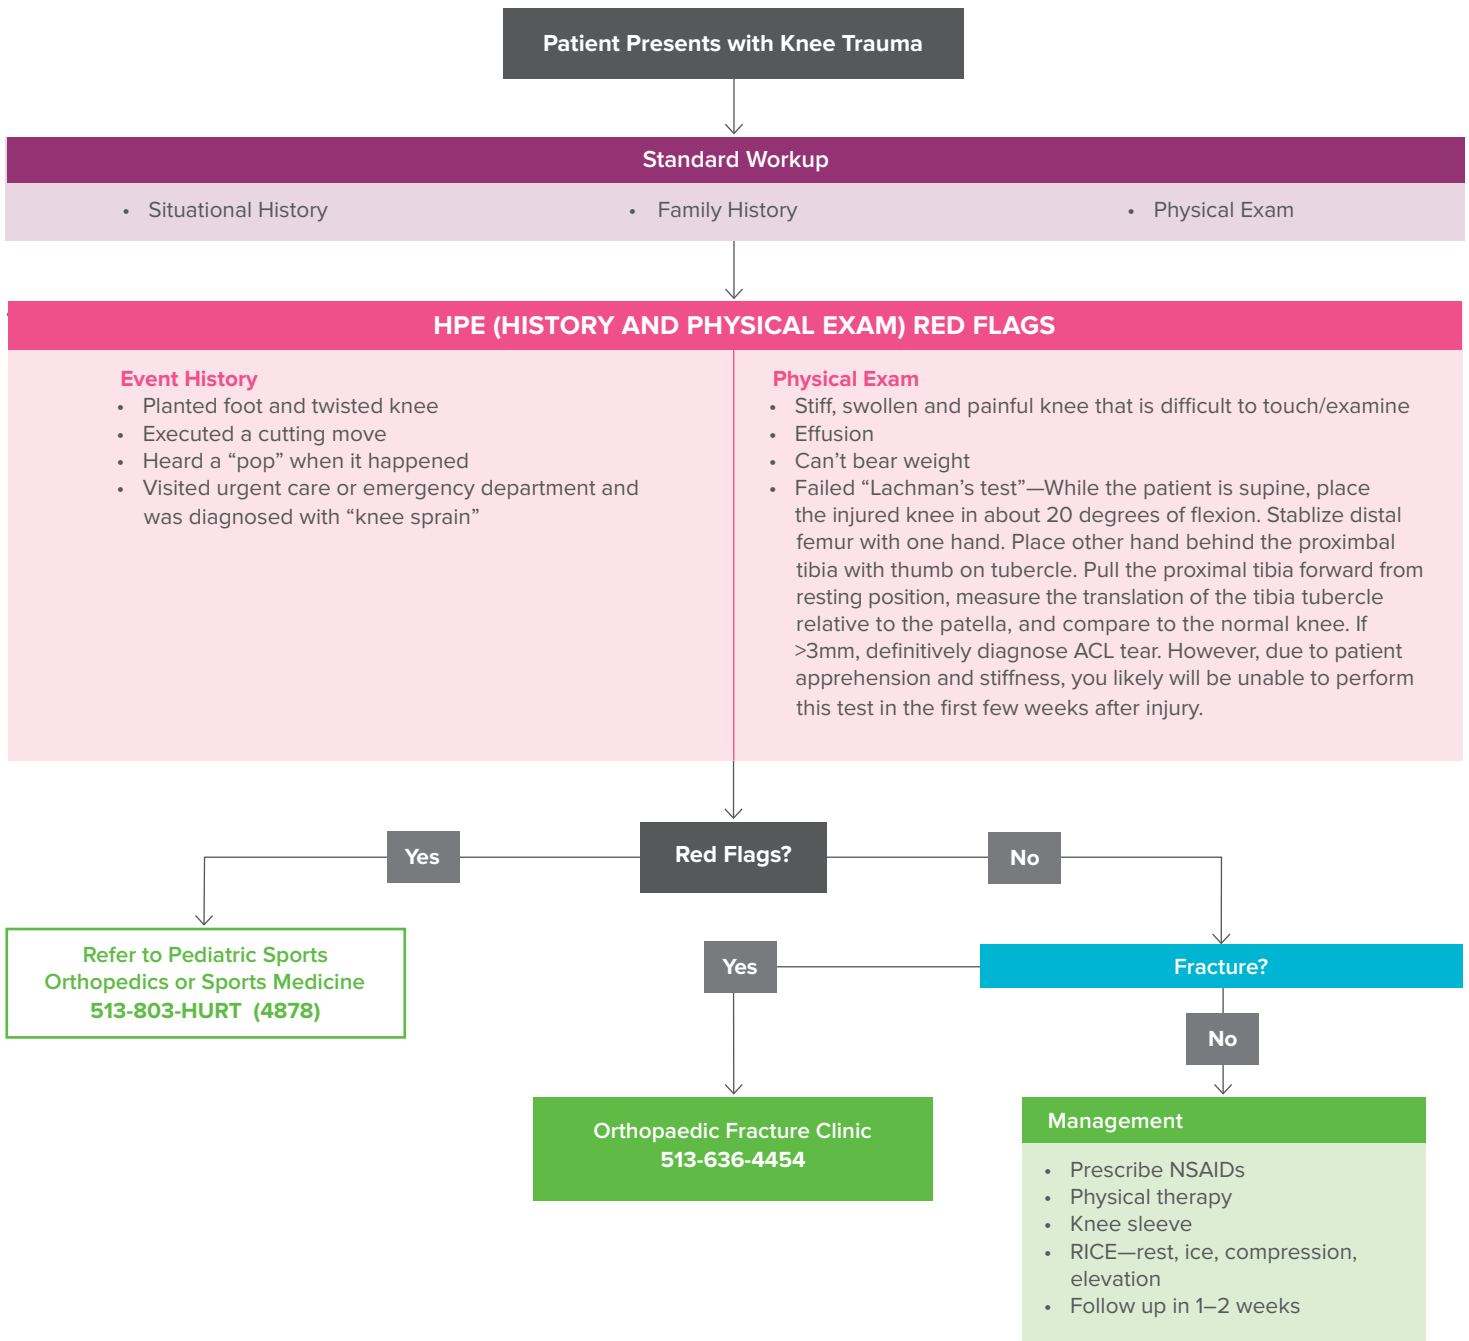 Patient Presents with Knee Trauma
Standard Workup
• Situational History
• Family History
• Physical Exam
HPE (HISTORY AND PHYSICAL EXAM) RED FLAGS
Event History
• Planted foot and twisted knee
• Executed a cutting move
• Heard a “pop” when it happened
• Visited urgent care or emergency department and
was diagnosed with “knee sprain”
Physical Exam
• Stiff, swollen and painful knee that is difficult to touch/examine
• Effusion
• Can’t bear weight
• Failed “Lachman’s test”—While the patient is supine, place
the injured knee in about 20 degrees of flexion. Stablize distal
femur with one hand. Place other hand behind the proximbal
tibia with thumb on tubercle. Pull the proximal tibia forward from
resting position, measure the translation of the tibia tubercle
relative to the patella, and compare to the normal knee. If
>3mm, definitively diagnose ACL tear. However, due to patient
apprehension and stiffness, you likely will be unable to perform
this test in the first few weeks after injury.
Red Flags?
Yes
No
Refer to Pediatric Sports
Orthopedics or Sports Medicine
513-803-HURT (4878)
Fracture?
Yes
No
Orthopaedic Fracture Clinic
513-636-4454
Management
• Prescribe NSAIDs
• Physical therapy
• Knee sleeve
• RICE—rest, ice, compression,
elevation
• Follow up in 1–2 weeks